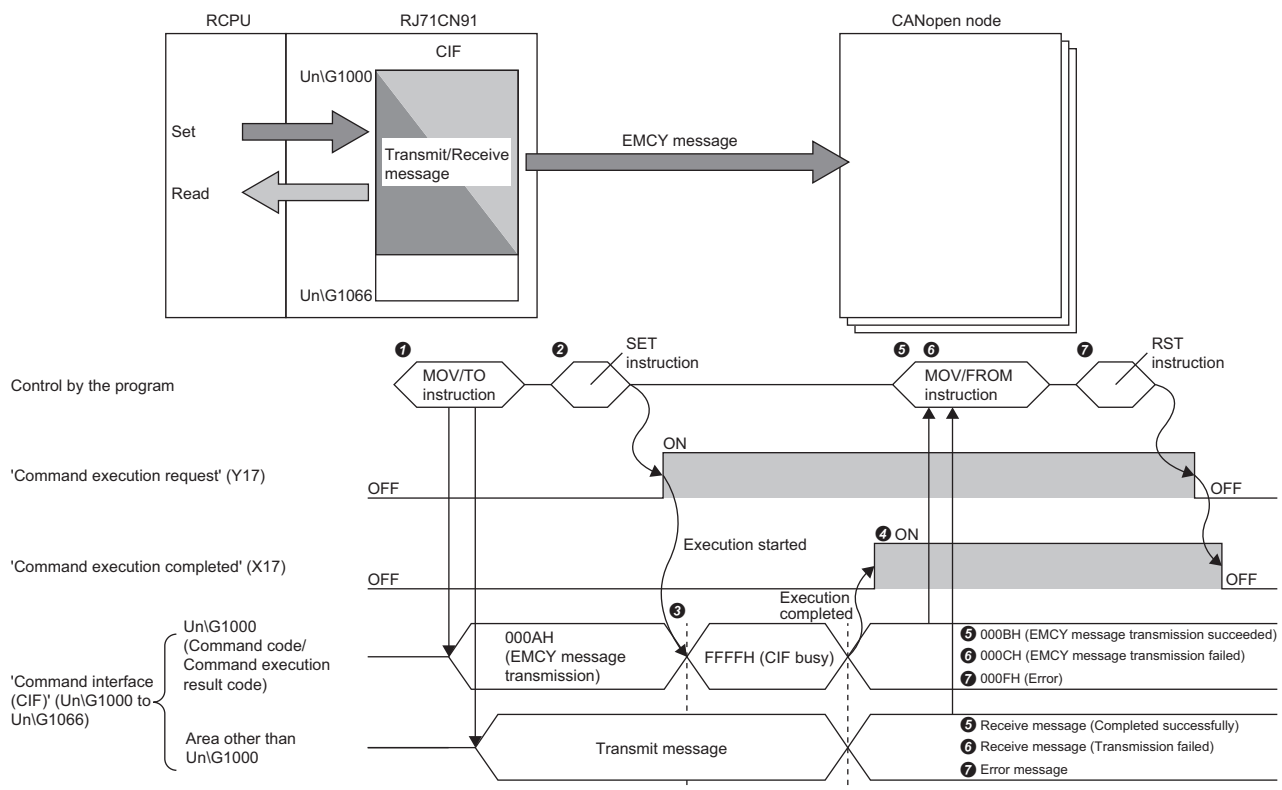 RCPU
RJ71CN91
CANopen node
CIF
Un\G1000
Set
Transmit/Receive
message
EMCY message
Read
Un\G1066
❶
❷
SET
instruction
❺ ❻
❼
RST
instruction
Control by the program
MOV/TO
instruction
MOV/FROM
instruction
ON
'Command execution request' (Y17)
OFF
OFF
❹ ON
Execution started
'Command execution completed' (X17)
OFF
OFF
Execution
completed
❸
Un\G1000
(Command code/
Command execution
result code)
000AH
(EMCY message
transmission)
FFFFH (CIF busy)
❺ 000BH (EMCY message transmission succeeded)
❻ 000CH (EMCY message transmission failed)
❼ 000FH (Error)
'Command interface
(CIF)' (Un\G1000 to
Un\G1066)
Area other than
Un\G1000
Transmit message
❺ Receive message (Completed successfully)
❻ Receive message (Transmission failed)
❼ Error message